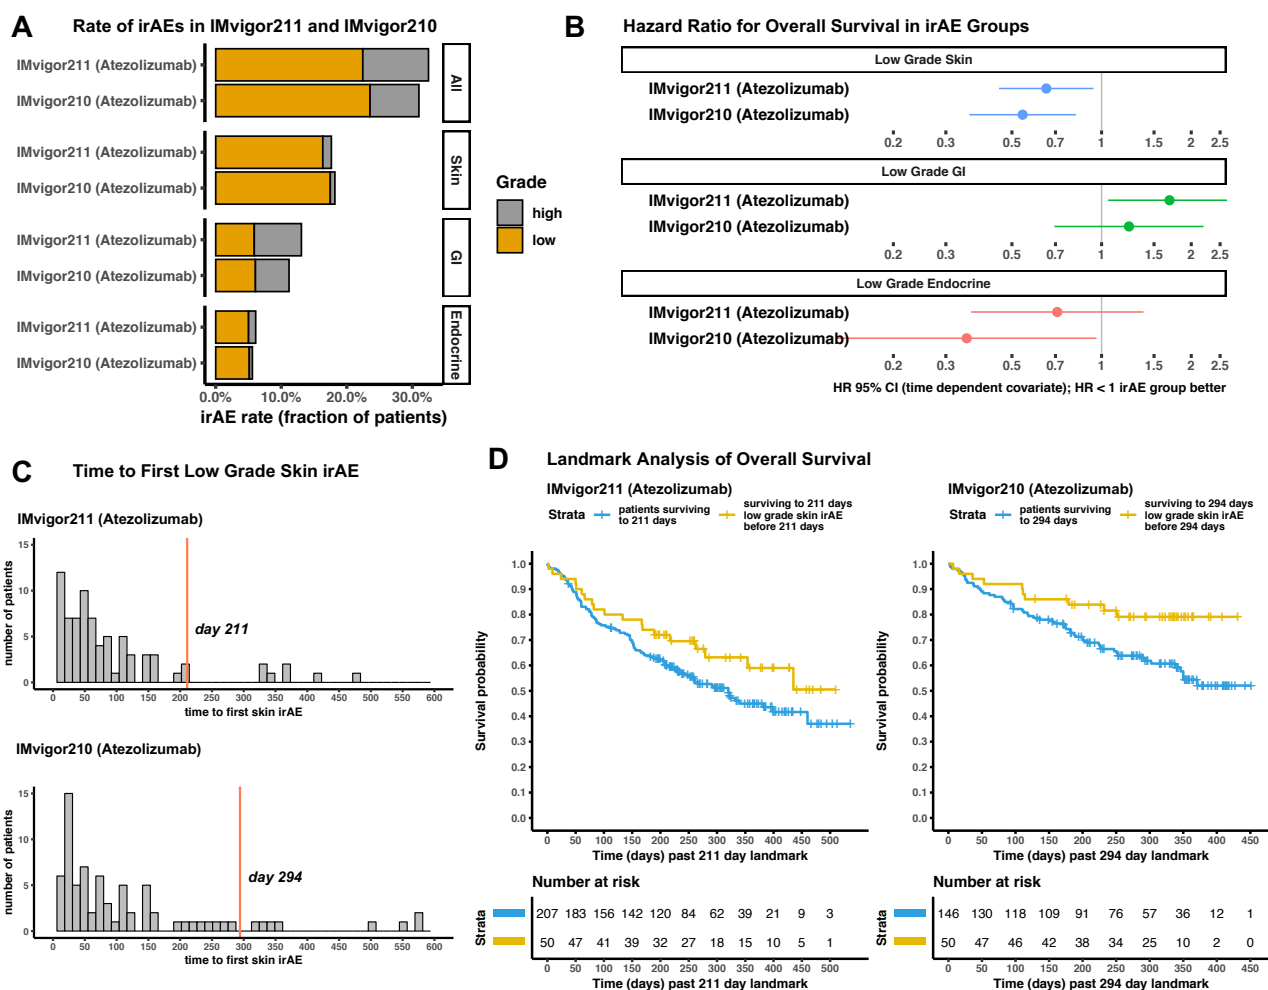 A
Rate of irAEs in IMvigor211 and IMvigor210
IMvigor211 (Atezolizumab)
IMvigor210 (Atezolizumab)
All
IMvigor211 (Atezolizumab)
IMvigor210 (Atezolizumab)
Skin
IMvigor211 (Atezolizumab)
IMvigor210 (Atezolizumab)
GI
IMvigor211 (Atezolizumab)
IMvigor210 (Atezolizumab)
Endocrine
0.0% 10.0% 20.0% 30.0%
irAE rate (fraction of patients)
Grade
high
low
B
Hazard Ratio for Overall Survival in irAE Groups
Low Grade Skin
IMvigor211 (Atezolizumab)
IMvigor210 (Atezolizumab)
0.2 0.3 0.5 0.7 1 1.5 2 2.5
Low Grade GI
IMvigor211 (Atezolizumab)
IMvigor210 (Atezolizumab)
0.2 0.3 0.5 0.7 1 1.5 2 2.5
Low Grade Endocrine
IMvigor211 (Atezolizumab)
IMvigor210 (Atezolizumab)
0.2 0.3 0.5 0.7 1 1.5 2 2.5
HR 95% CI (time dependent covariate); HR < 1 irAE group better
C
Time to First Low Grade Skin irAE
IMvigor211 (Atezolizumab)
number of patients
15
10
5
0
day 211
0 50 100 150 200 250 300 350 400 450 500 550 600
time to first skin irAE
IMvigor210 (Atezolizumab)
number of patients
15
10
5
0
day 294
0 50 100 150 200 250 300 350 400 450 500 550 600
time to first skin irAE
D
Landmark Analysis of Overall Survival
IMvigor211 (Atezolizumab)
Strata
patients surviving
to 211 days
surviving to 211 days
low grade skin irAE
before 211 days
Survival probability
1.0
0.9
0.8
0.7
0.6
0.5
0.4
0.3
0.2
0.1
0.0
0 50 100 150 200 250 300 350 400 450 500
Time (days) past 211 day landmark
Number at risk
Strata
207 183 156 142 120 84 62 39 21 9 3
50 47 41 39 32 27 18 15 10 5 1
0 50 100 150 200 250 300 350 400 450 500
Time (days) past 211 day landmark
IMvigor210 (Atezolizumab)
Strata
patients surviving
to 294 days
surviving to 294 days
low grade skin irAE
before 294 days
Survival probability
1.0
0.9
0.8
0.7
0.6
0.5
0.4
0.3
0.2
0.1
0.0
0 50 100 150 200 250 300 350 400 450
Time (days) past 294 day landmark
Number at risk
Strata
146 130 118 109 91 76 57 36 12 1
50 47 46 42 38 34 25 10 2 0
0 50 100 150 200 250 300 350 400 450
Time (days) past 294 day landmark